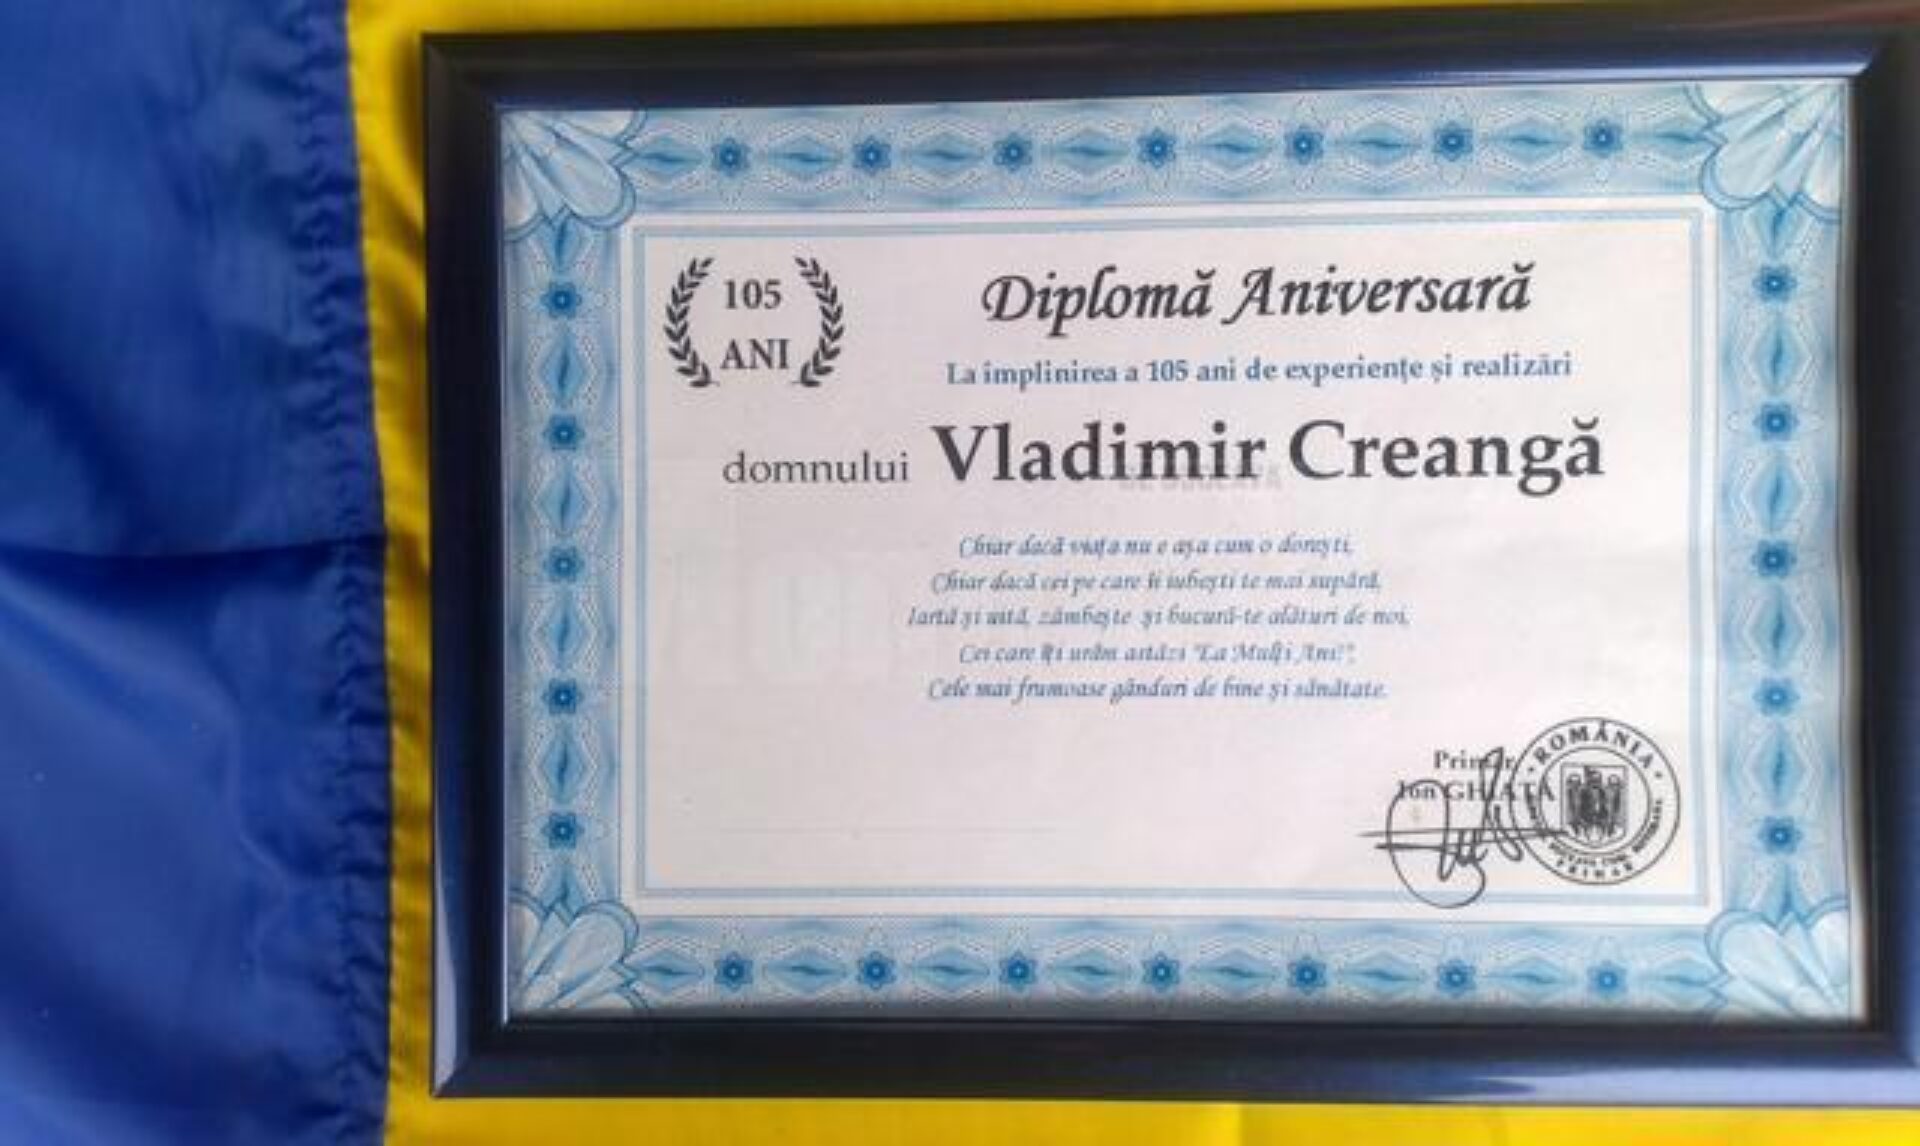 105
ANI
Diplomă Aniversară
La împlinirea a 105 ani de experiențe și realizări
domnului Vladimir Creangă
Chiar dacă viața nu e așa cum o dorești,
Chiar dacă cei pe care îi iubești te mai supără,
Iartă și uită, zâmbește și bucură-te alături de noi,
Cei care îți urăm astăzi "La Mulți Ani!".
Cele mai frumoase gânduri de bine și sănătate.
Primar,
Ion GHIAȚĂ
ROMÂNIA
PRIMAR